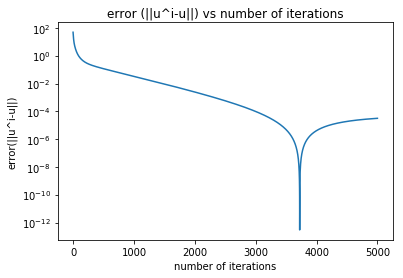 error (||u^i-u||) vs number of iterations
error(||u^i-u||)
10²
10⁰
10⁻²
10⁻⁴
10⁻⁶
10⁻⁸
10⁻¹⁰
10⁻¹²
0 1000 2000 3000 4000 5000
number of iterations